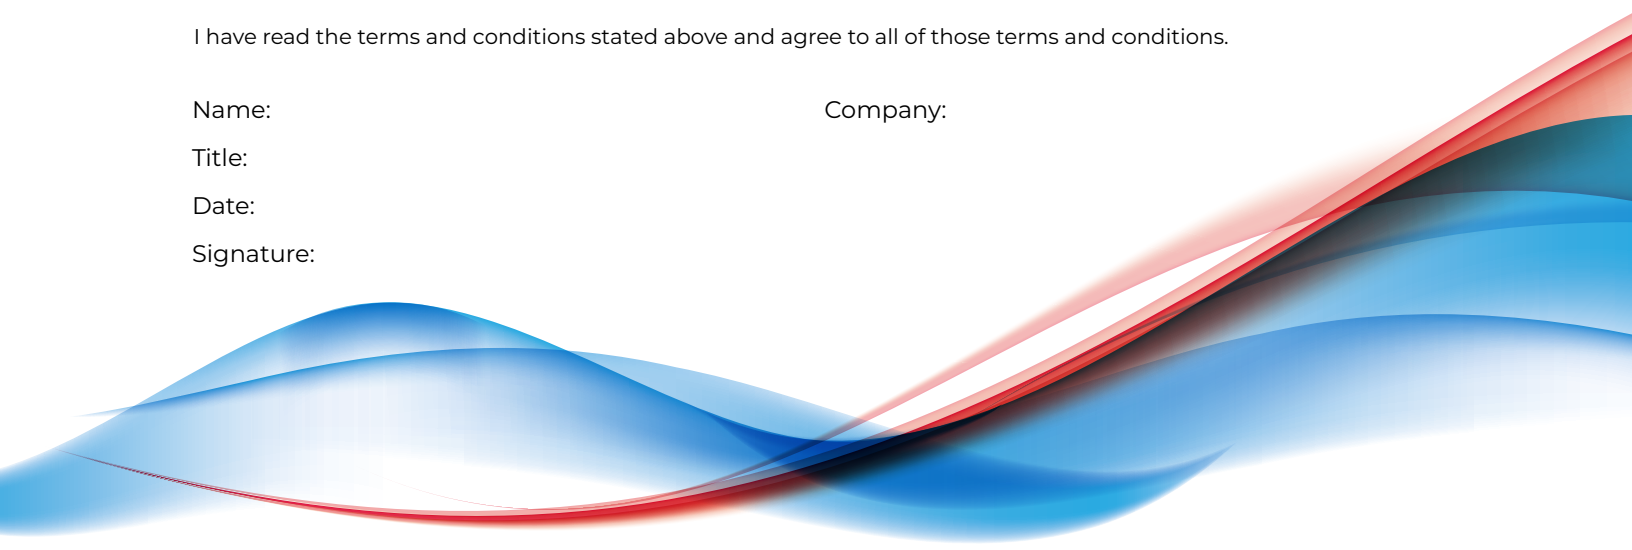 I have read the terms and conditions stated above and agree to all of those terms and conditions.
Name:
Company:
Title:
Date:
Signature: